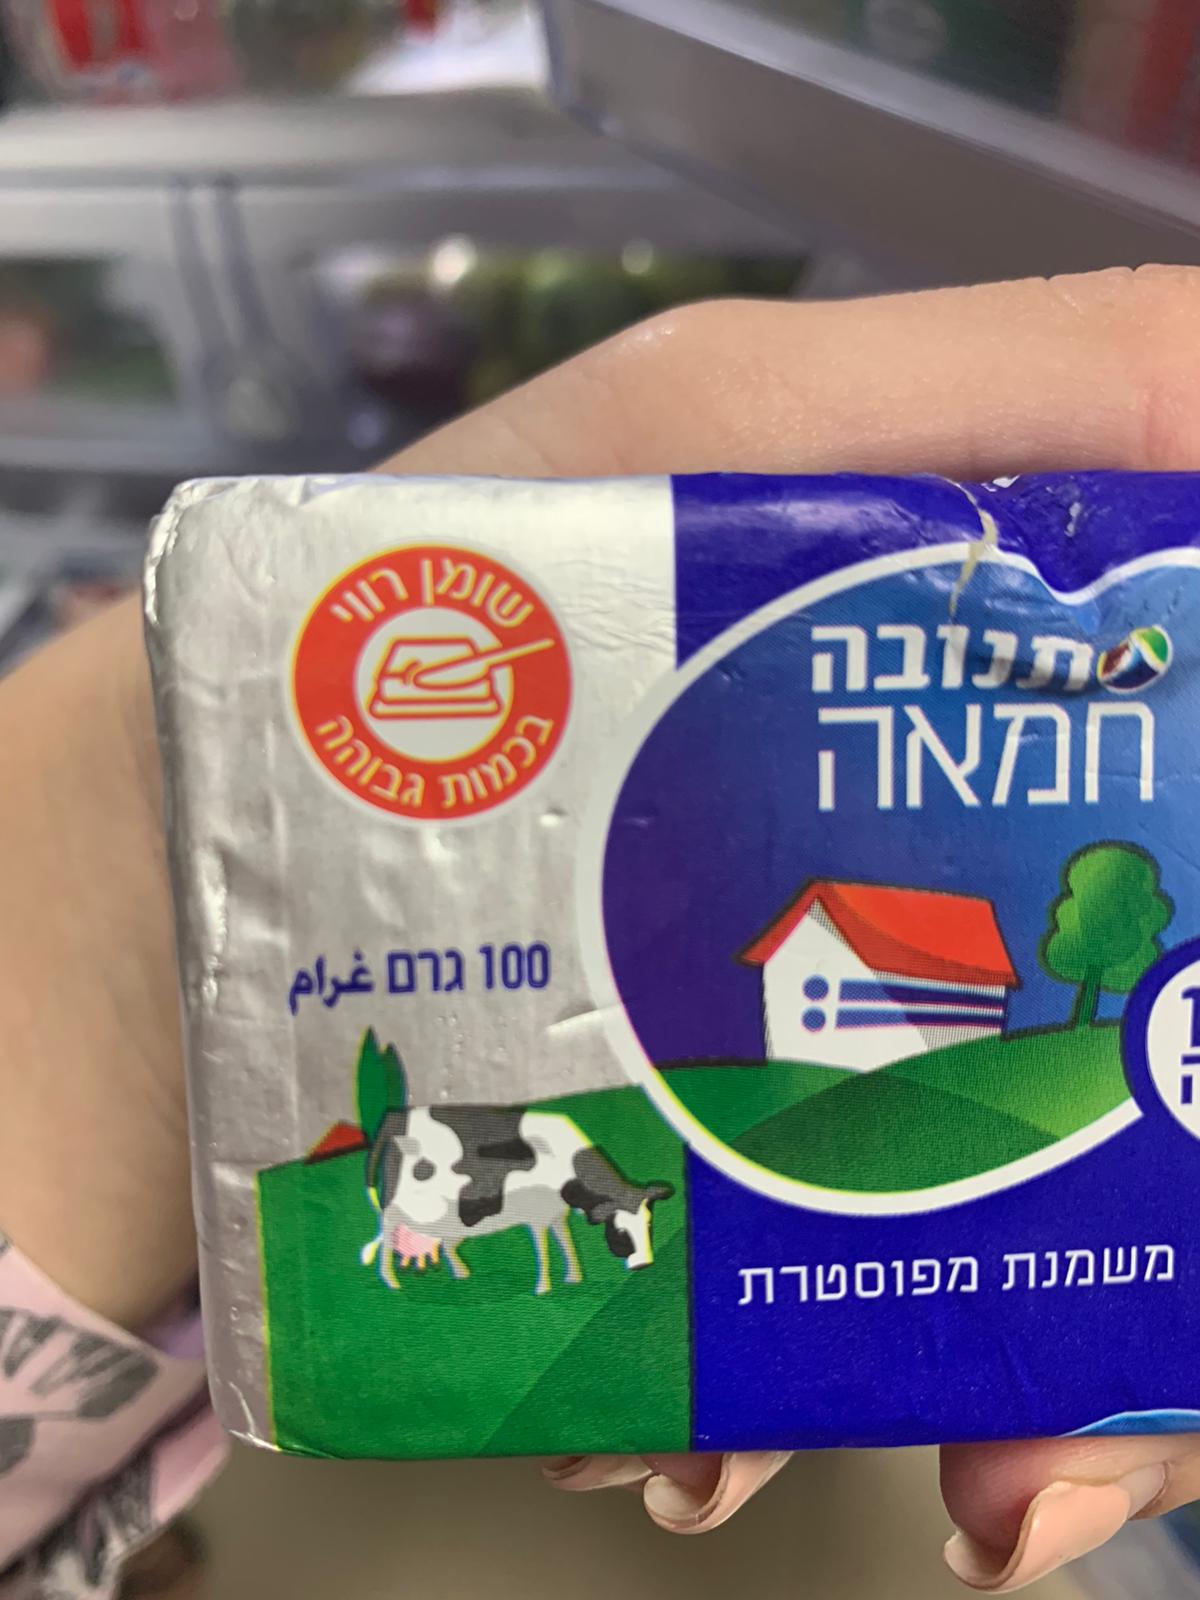 שומן רווי
בכמות גבוהה
תנובה
חמאה
100 גרם غرام
משמנת מפוסטרת